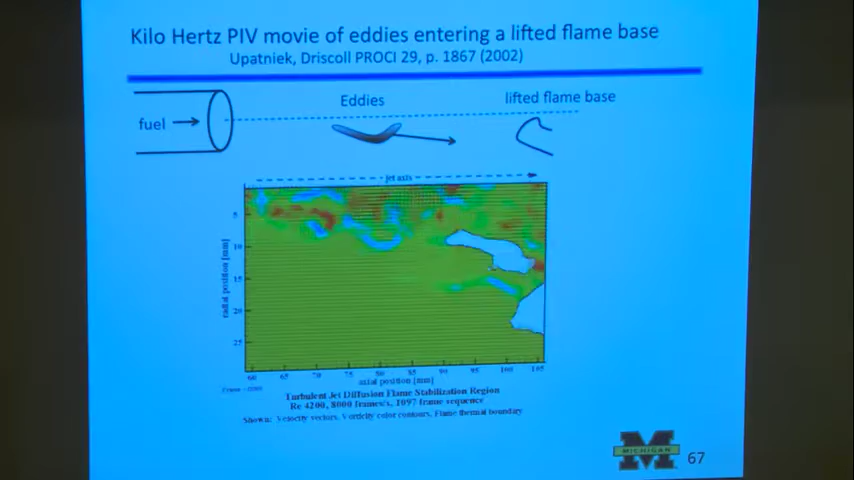 Kilo Hertz PIV movie of eddies entering a lifted flame base
Upatniek, Driscoll PROCI 29, p. 1867 (2002)
Eddies
lifted flame base
fuel
jet axis
5
10
15
20
25
radial position [mm]
60 65 70 75 80 85 90 95 100 105
axial position [mm]
Turbulent Jet Diffusion Flame Stabilization Region
Re 4200, 8000 frames/s, 1097 frame sequence
Shown: Velocity vectors, Vorticity color contours, Flame thermal boundary
M
MICHIGAN
67